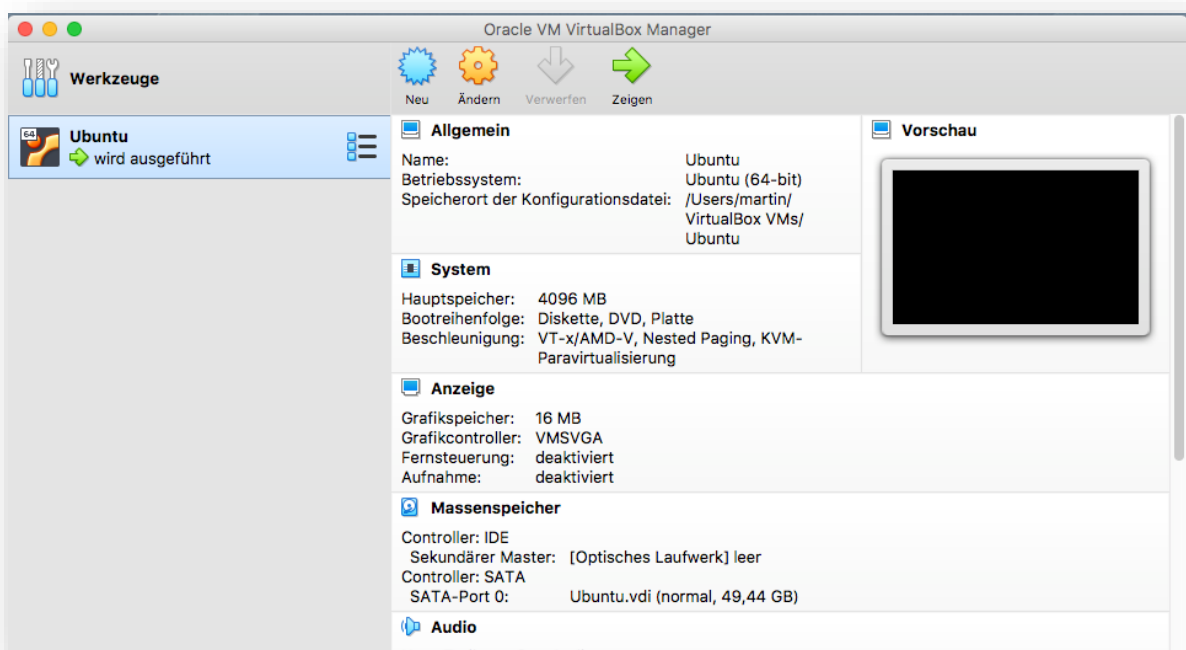 Oracle VM VirtualBox Manager
Werkzeuge
Neu Ändern Verwerfen Zeigen
64
Ubuntu
wird ausgeführt
Allgemein
Name: Ubuntu
Betriebssystem: Ubuntu (64-bit)
Speicherort der Konfigurationsdatei: /Users/martin/
VirtualBox VMs/
Ubuntu
Vorschau
System
Hauptspeicher: 4096 MB
Bootreihenfolge: Diskette, DVD, Platte
Beschleunigung: VT-x/AMD-V, Nested Paging, KVM-
Paravirtualisierung
Anzeige
Grafikspeicher: 16 MB
Grafikcontroller: VMSVGA
Fernsteuerung: deaktiviert
Aufnahme: deaktiviert
Massenspeicher
Controller: IDE
Sekundärer Master: [Optisches Laufwerk] leer
Controller: SATA
SATA-Port 0: Ubuntu.vdi (normal, 49,44 GB)
Audio